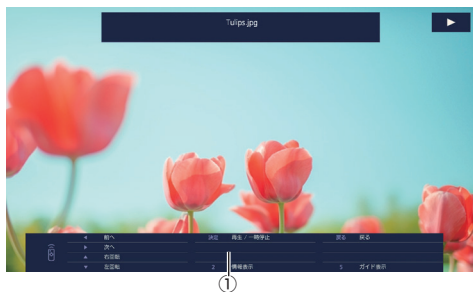 Tulips.jpg
◀ 前へ 決定 再生 / 一時停止 戻る 戻る
▶ 次へ
▲ 右回転
▼ 左回転 2 情報表示 5 ガイド表示
①